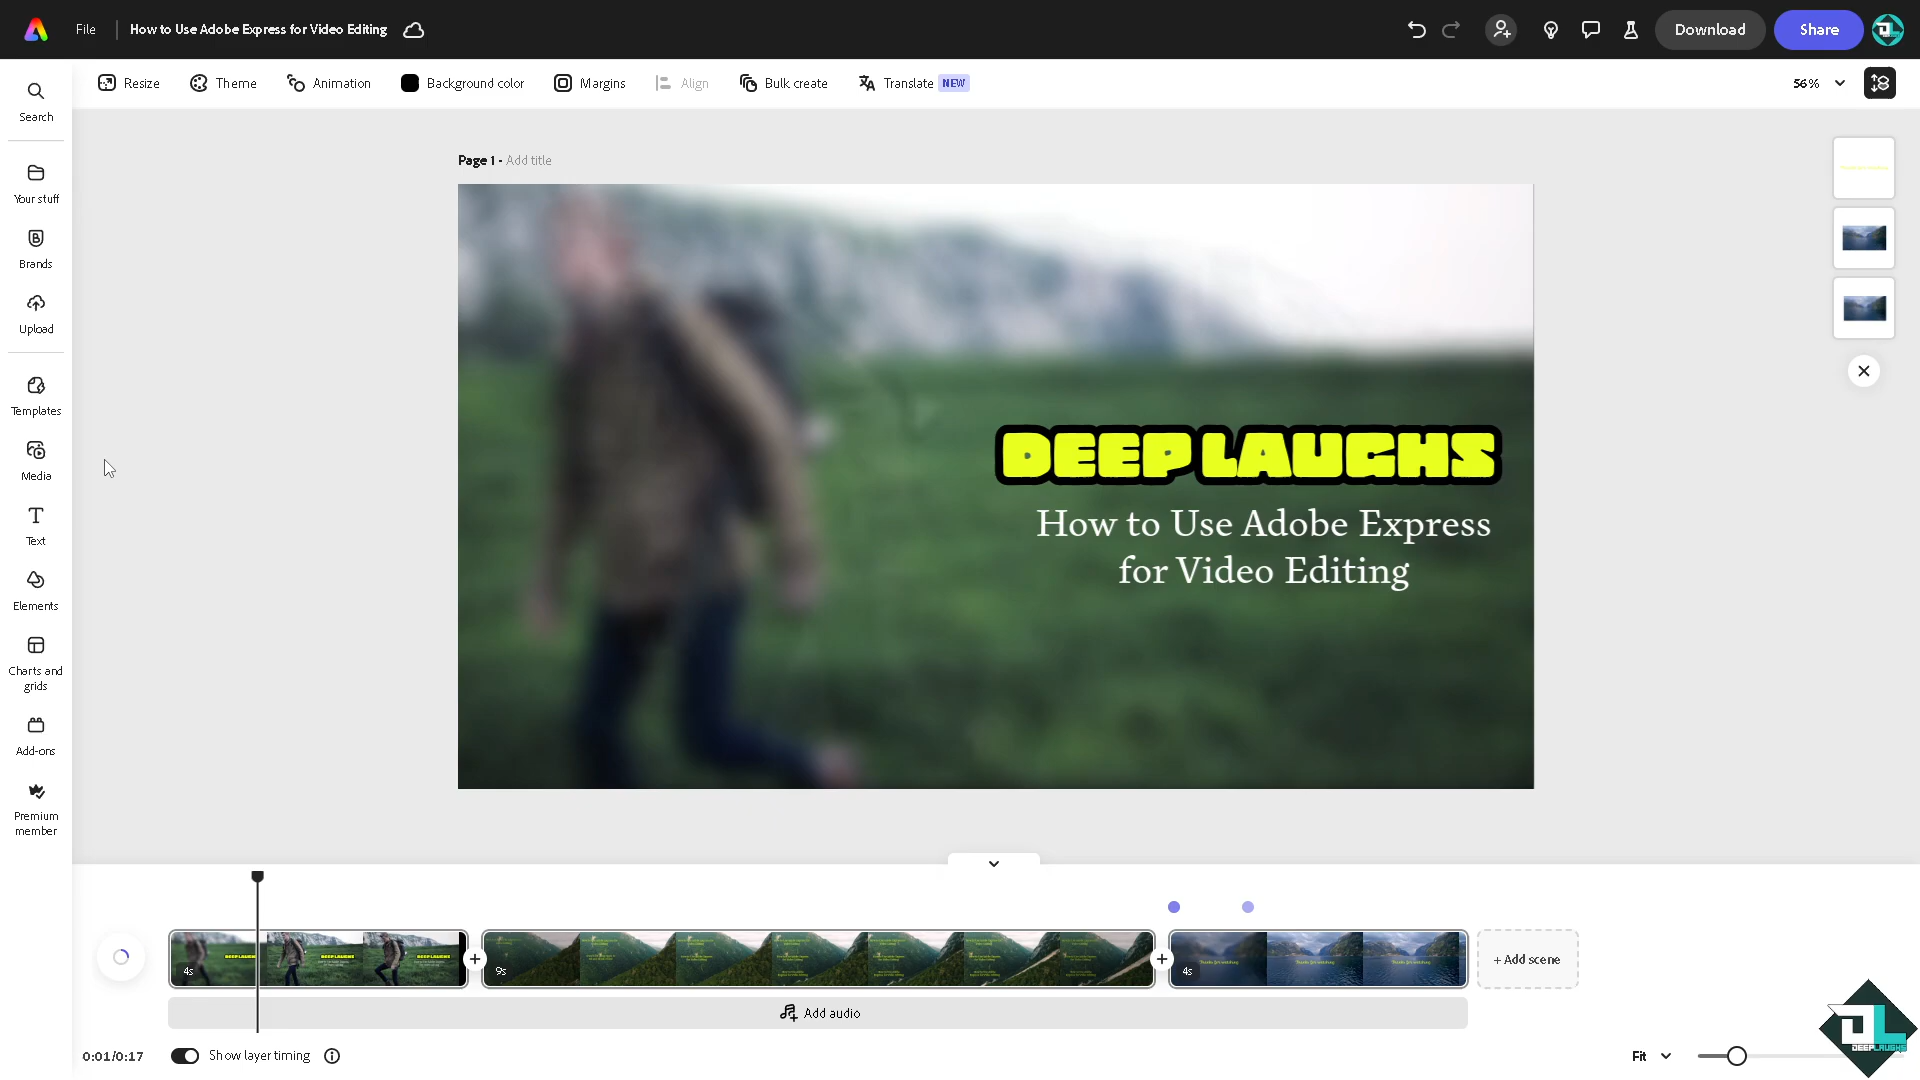 File
How to Use Adobe Express for Video Editing
Download
Share
Search
Resize
Theme
Animation
Background color
Margins
Align
Bulk create
Translate NEW
56%
Your stuff
Brands
Upload
Templates
Media
Text
Elements
Charts and
grids
Add-ons
Premium
member
Page 1 - Add title
DEEP LAUGHS
How to Use Adobe Express
for Video Editing
4s
9s
4s
+ Add scene
Add audio
0:01/0:17
Show layer timing
Fit
DEEPLAUGHS